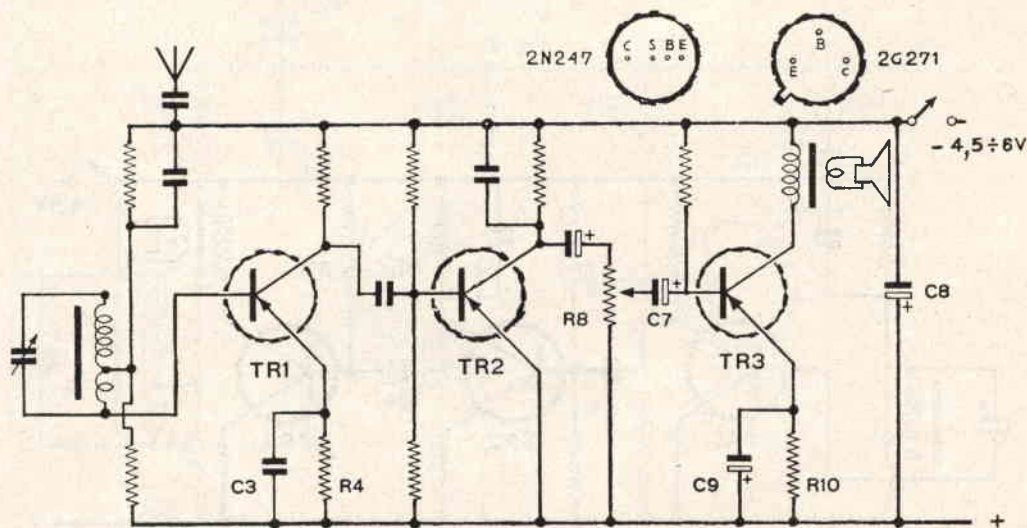 2N247
C S B E
B
E C
2G271
- 4,5÷6V
+
R8
+
C7
+
C8
+
TR1
TR2
TR3
C3
R4
C9
+
R10
+